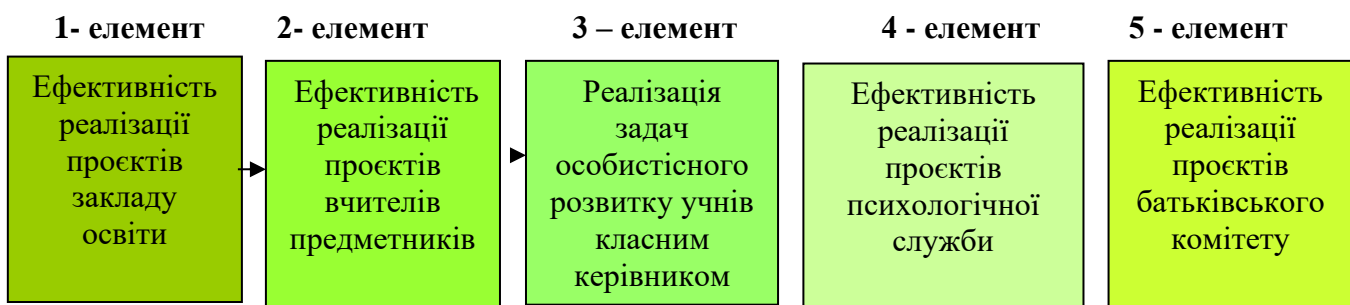 1- елемент
2- елемент
3 – елемент
4 - елемент
5 - елемент
Ефективність
реалізації
проєктів
закладу
освіти
Ефективність
реалізації
проєктів
вчителів
предметників
Реалізація
задач
особистісного
розвитку учнів
класним
керівником
Ефективність
реалізації
проєктів
психологічної
служби
Ефективність
реалізації
проєктів
батьківського
комітету